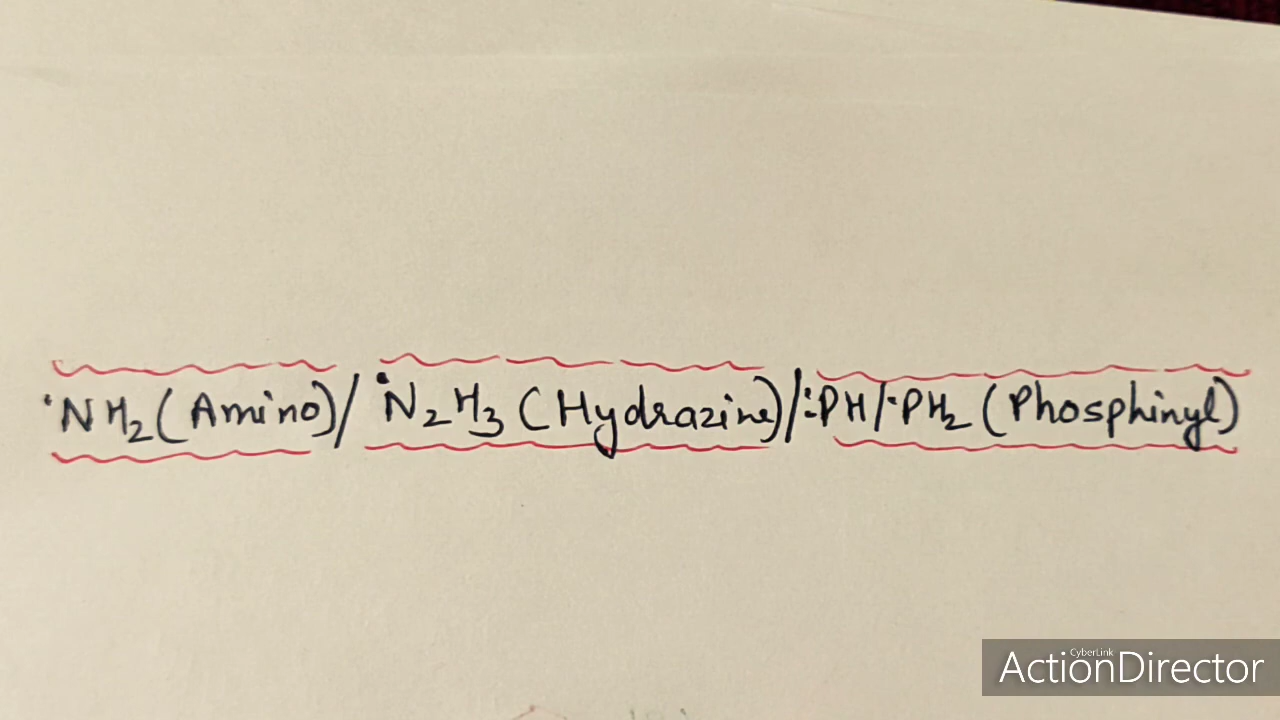 ·NH₂ (Amino) / ·N₂H₃ (Hydrazine) / :PH / ·PH₂ (Phosphinyl)
CyberLink
ActionDirector